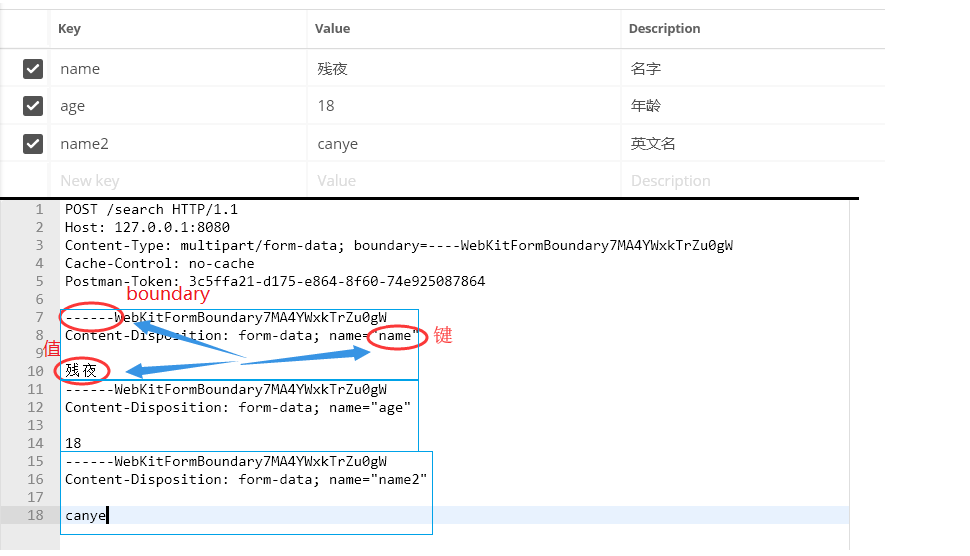 Key Value Description
name 残夜 名字
age 18 年龄
name2 canye 英文名
New key Value Description
1 POST /search HTTP/1.1
2 Host: 127.0.0.1:8080
3 Content-Type: multipart/form-data; boundary=----WebKitFormBoundary7MA4YWxkTrZu0gW
4 Cache-Control: no-cache
5 Postman-Token: 3c5ffa21-d175-e864-8f60-74e925087864
6 boundary
7 ------WebKitFormBoundary7MA4YWxkTrZu0gW
8 Content-Disposition: form-data; name="name" 键
9 值
10 残夜
11 ------WebKitFormBoundary7MA4YWxkTrZu0gW
12 Content-Disposition: form-data; name="age"
13
14 18
15 ------WebKitFormBoundary7MA4YWxkTrZu0gW
16 Content-Disposition: form-data; name="name2"
17
18 canye